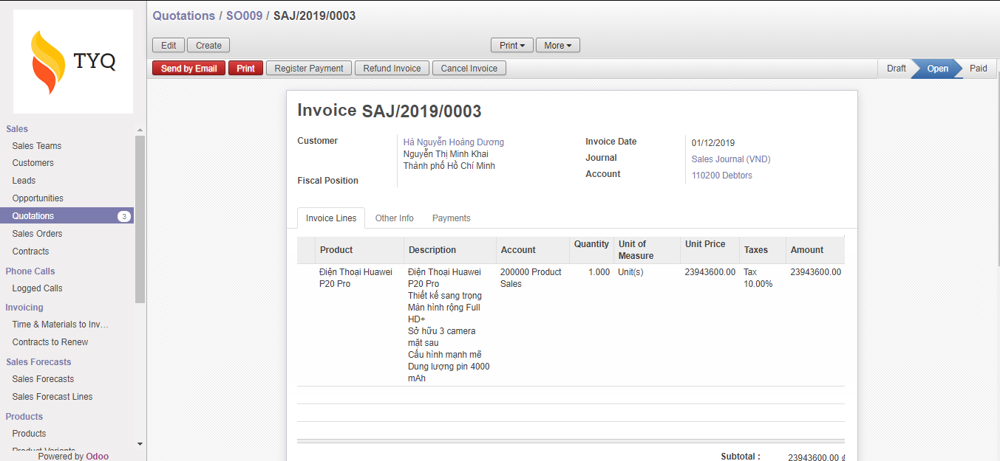 TYQ
Sales
Sales Teams
Customers
Leads
Opportunities
Quotations 3
Sales Orders
Contracts
Phone Calls
Logged Calls
Invoicing
Time & Materials to Inv…
Contracts to Renew
Sales Forecasts
Sales Forecasts
Sales Forecast Lines
Products
Products
Product Variants
Powered by Odoo
Quotations / SO009 / SAJ/2019/0003
Edit Create Print More
Send by Email Print Register Payment Refund Invoice Cancel Invoice Draft Open Paid
Invoice SAJ/2019/0003
Customer
Hà Nguyễn Hoàng Dương
Nguyễn Thị Minh Khai
Thành phố Hồ Chí Minh
Fiscal Position
Invoice Date 01/12/2019
Journal Sales Journal (VND)
Account 110200 Debtors
Invoice Lines Other Info Payments
Product Description Account Quantity Unit of Measure Unit Price Taxes Amount
Điện Thoại Huawei
P20 Pro
Điện Thoại Huawei
P20 Pro
Thiết kế sang trọng
Màn hình rộng Full
HD+
Sở hữu 3 camera
mặt sau
Cấu hình mạnh mẽ
Dung lượng pin 4000
mAh
200000 Product
Sales
1.000
Unit(s)
23943600.00
Tax
10.00%
23943600.00
Subtotal : 23943600.00 ₫